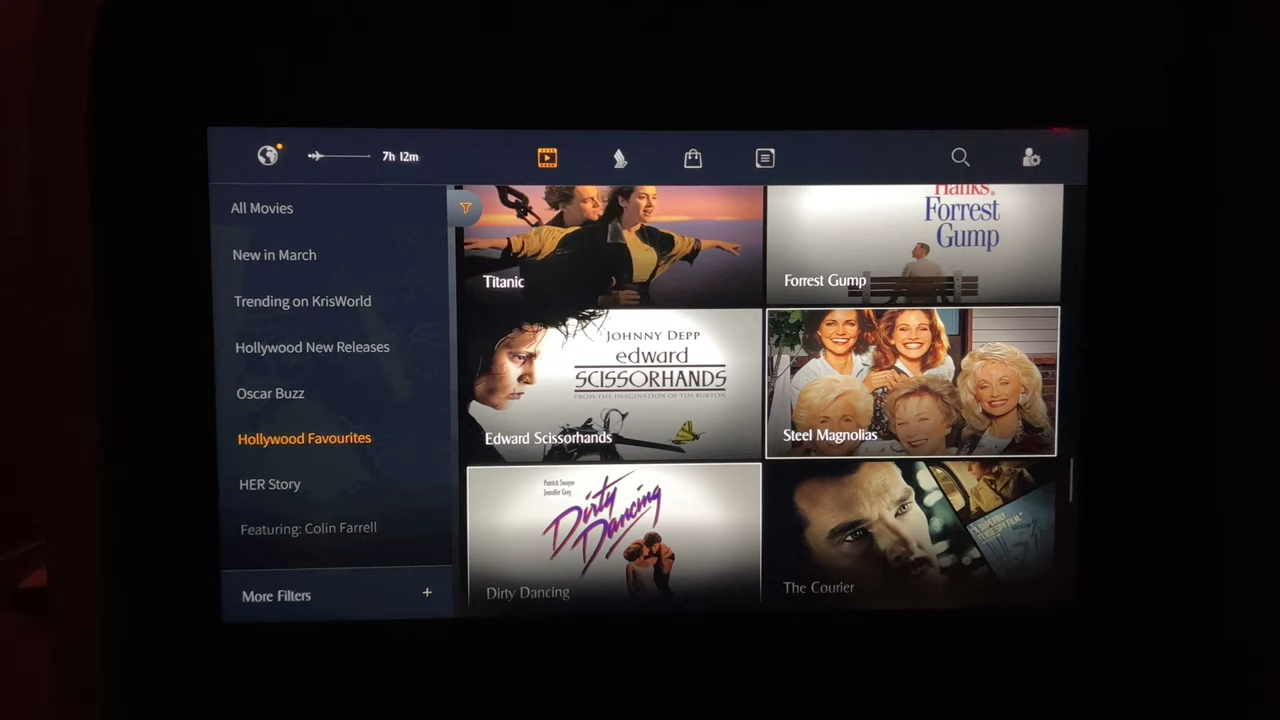 7h 12m
All Movies
New in March
Trending on KrisWorld
Hollywood New Releases
Oscar Buzz
Hollywood Favourites
HER Story
Featuring: Colin Farrell
More Filters +
Titanic
Hanks.
Forrest
Gump
Forrest Gump
JOHNNY DEPP
edward
SCISSORHANDS
FROM THE IMAGINATION OF TIM BURTON
Edward Scissorhands
Steel Magnolias
Patrick Swayze
Jennifer Grey
Dirty
Dancing
Dirty Dancing
The Courier